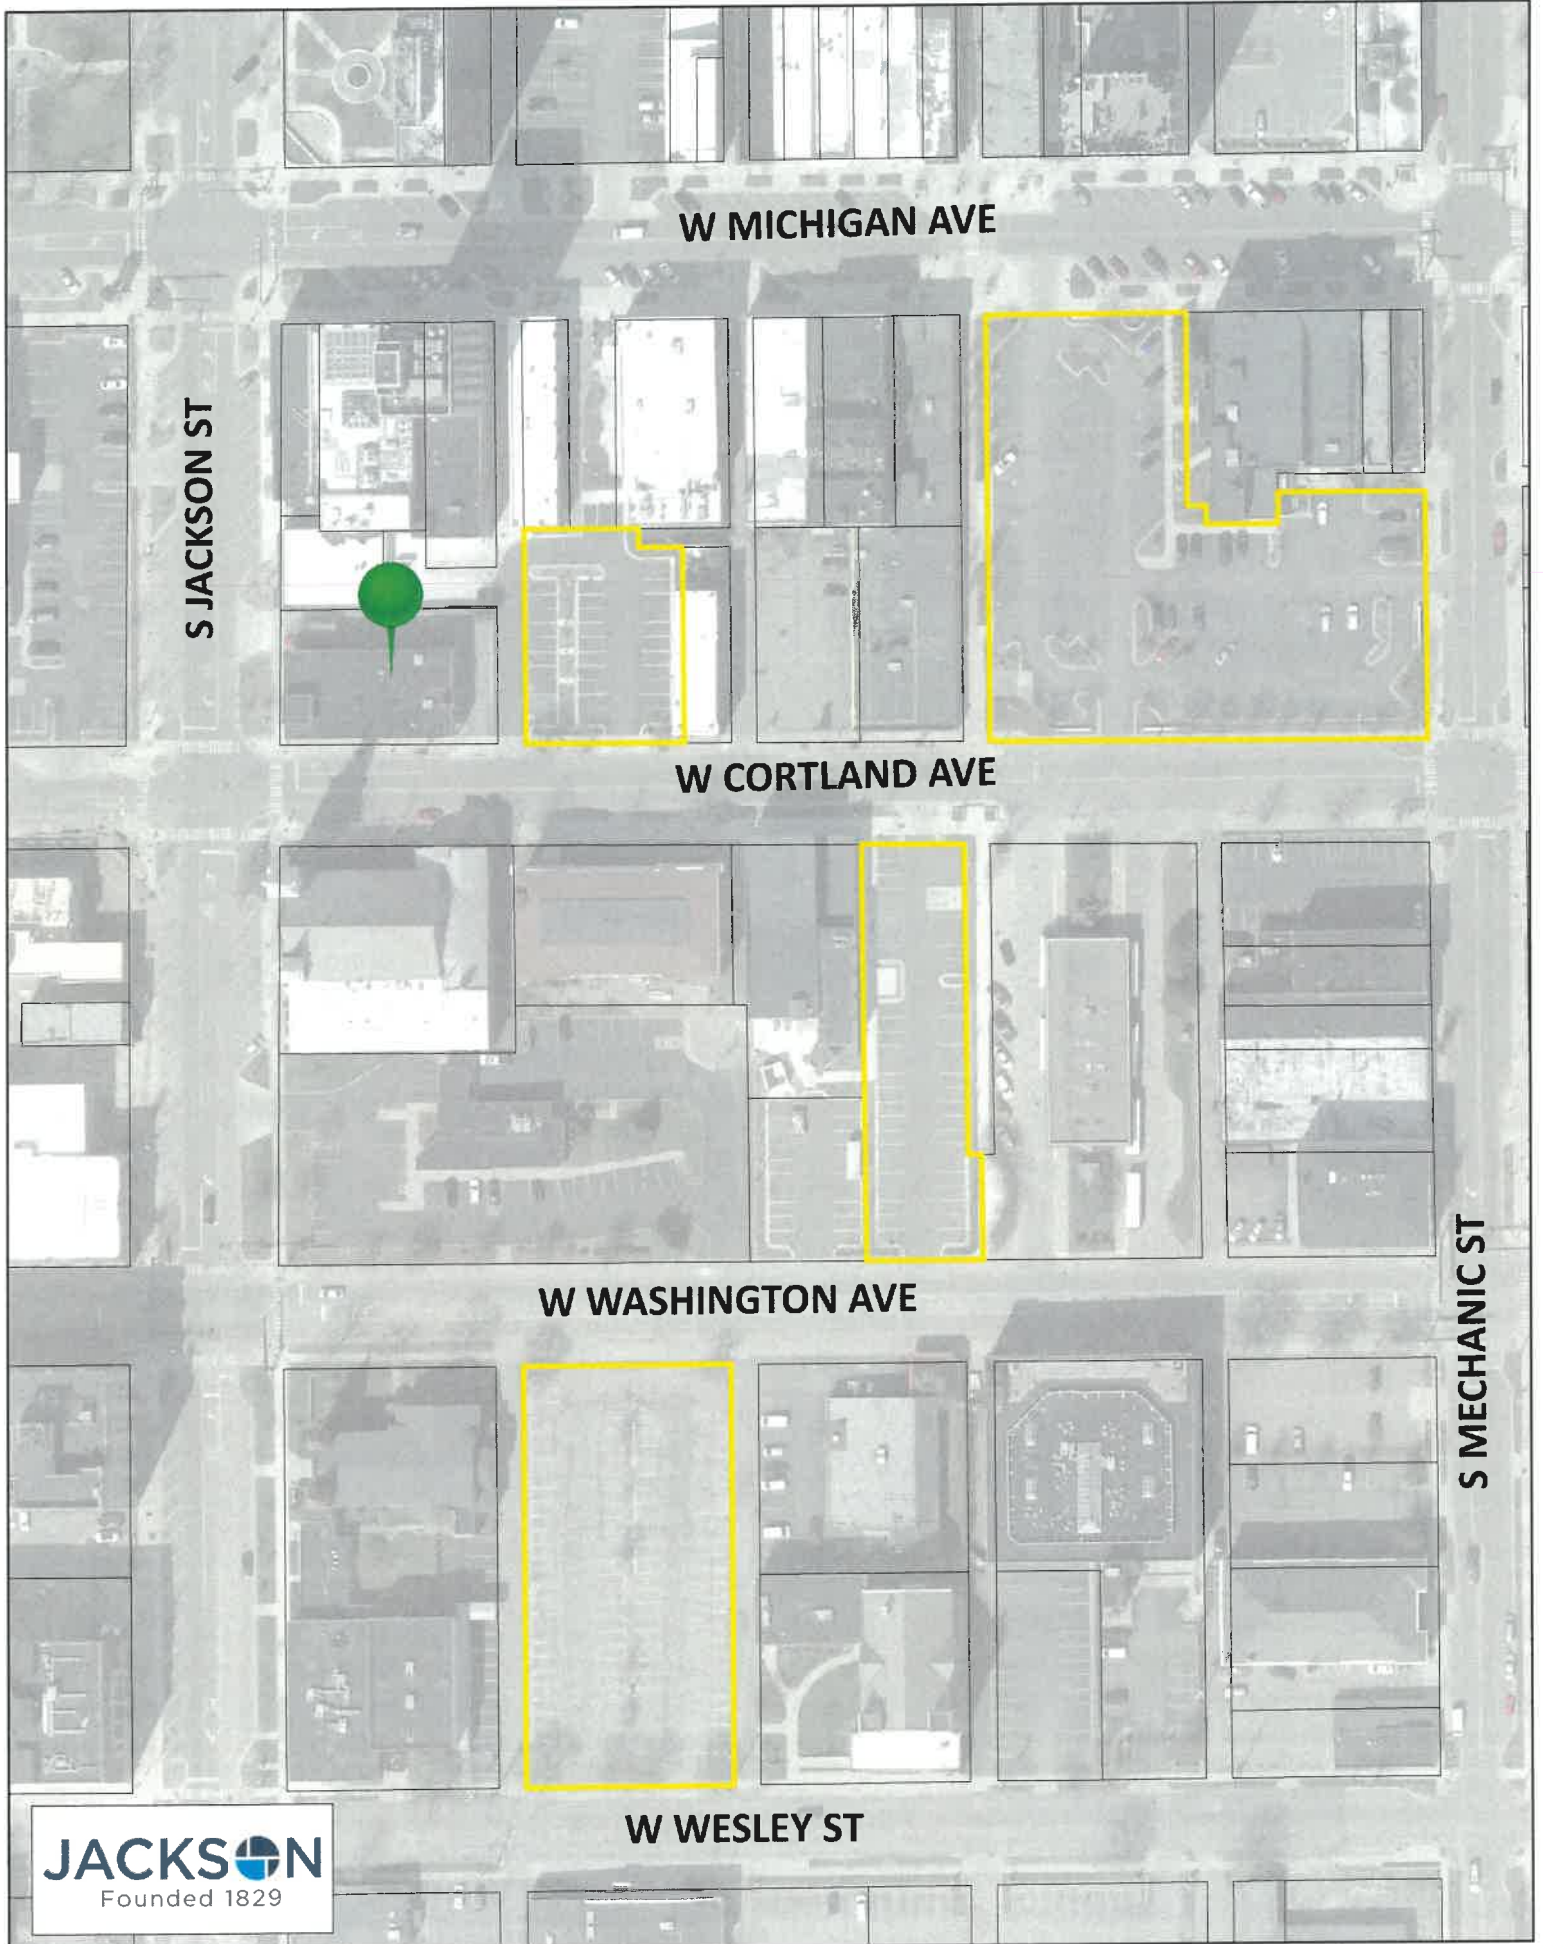 W MICHIGAN AVE
S JACKSON ST
W CORTLAND AVE
W WASHINGTON AVE
S MECHANIC ST
W WESLEY ST
JACKSON
Founded 1829